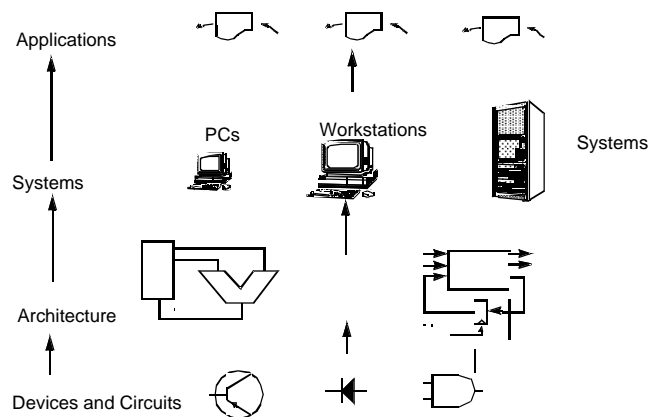 Applications
PCs
Workstations
Systems
Systems
Architecture
Devices and Circuits